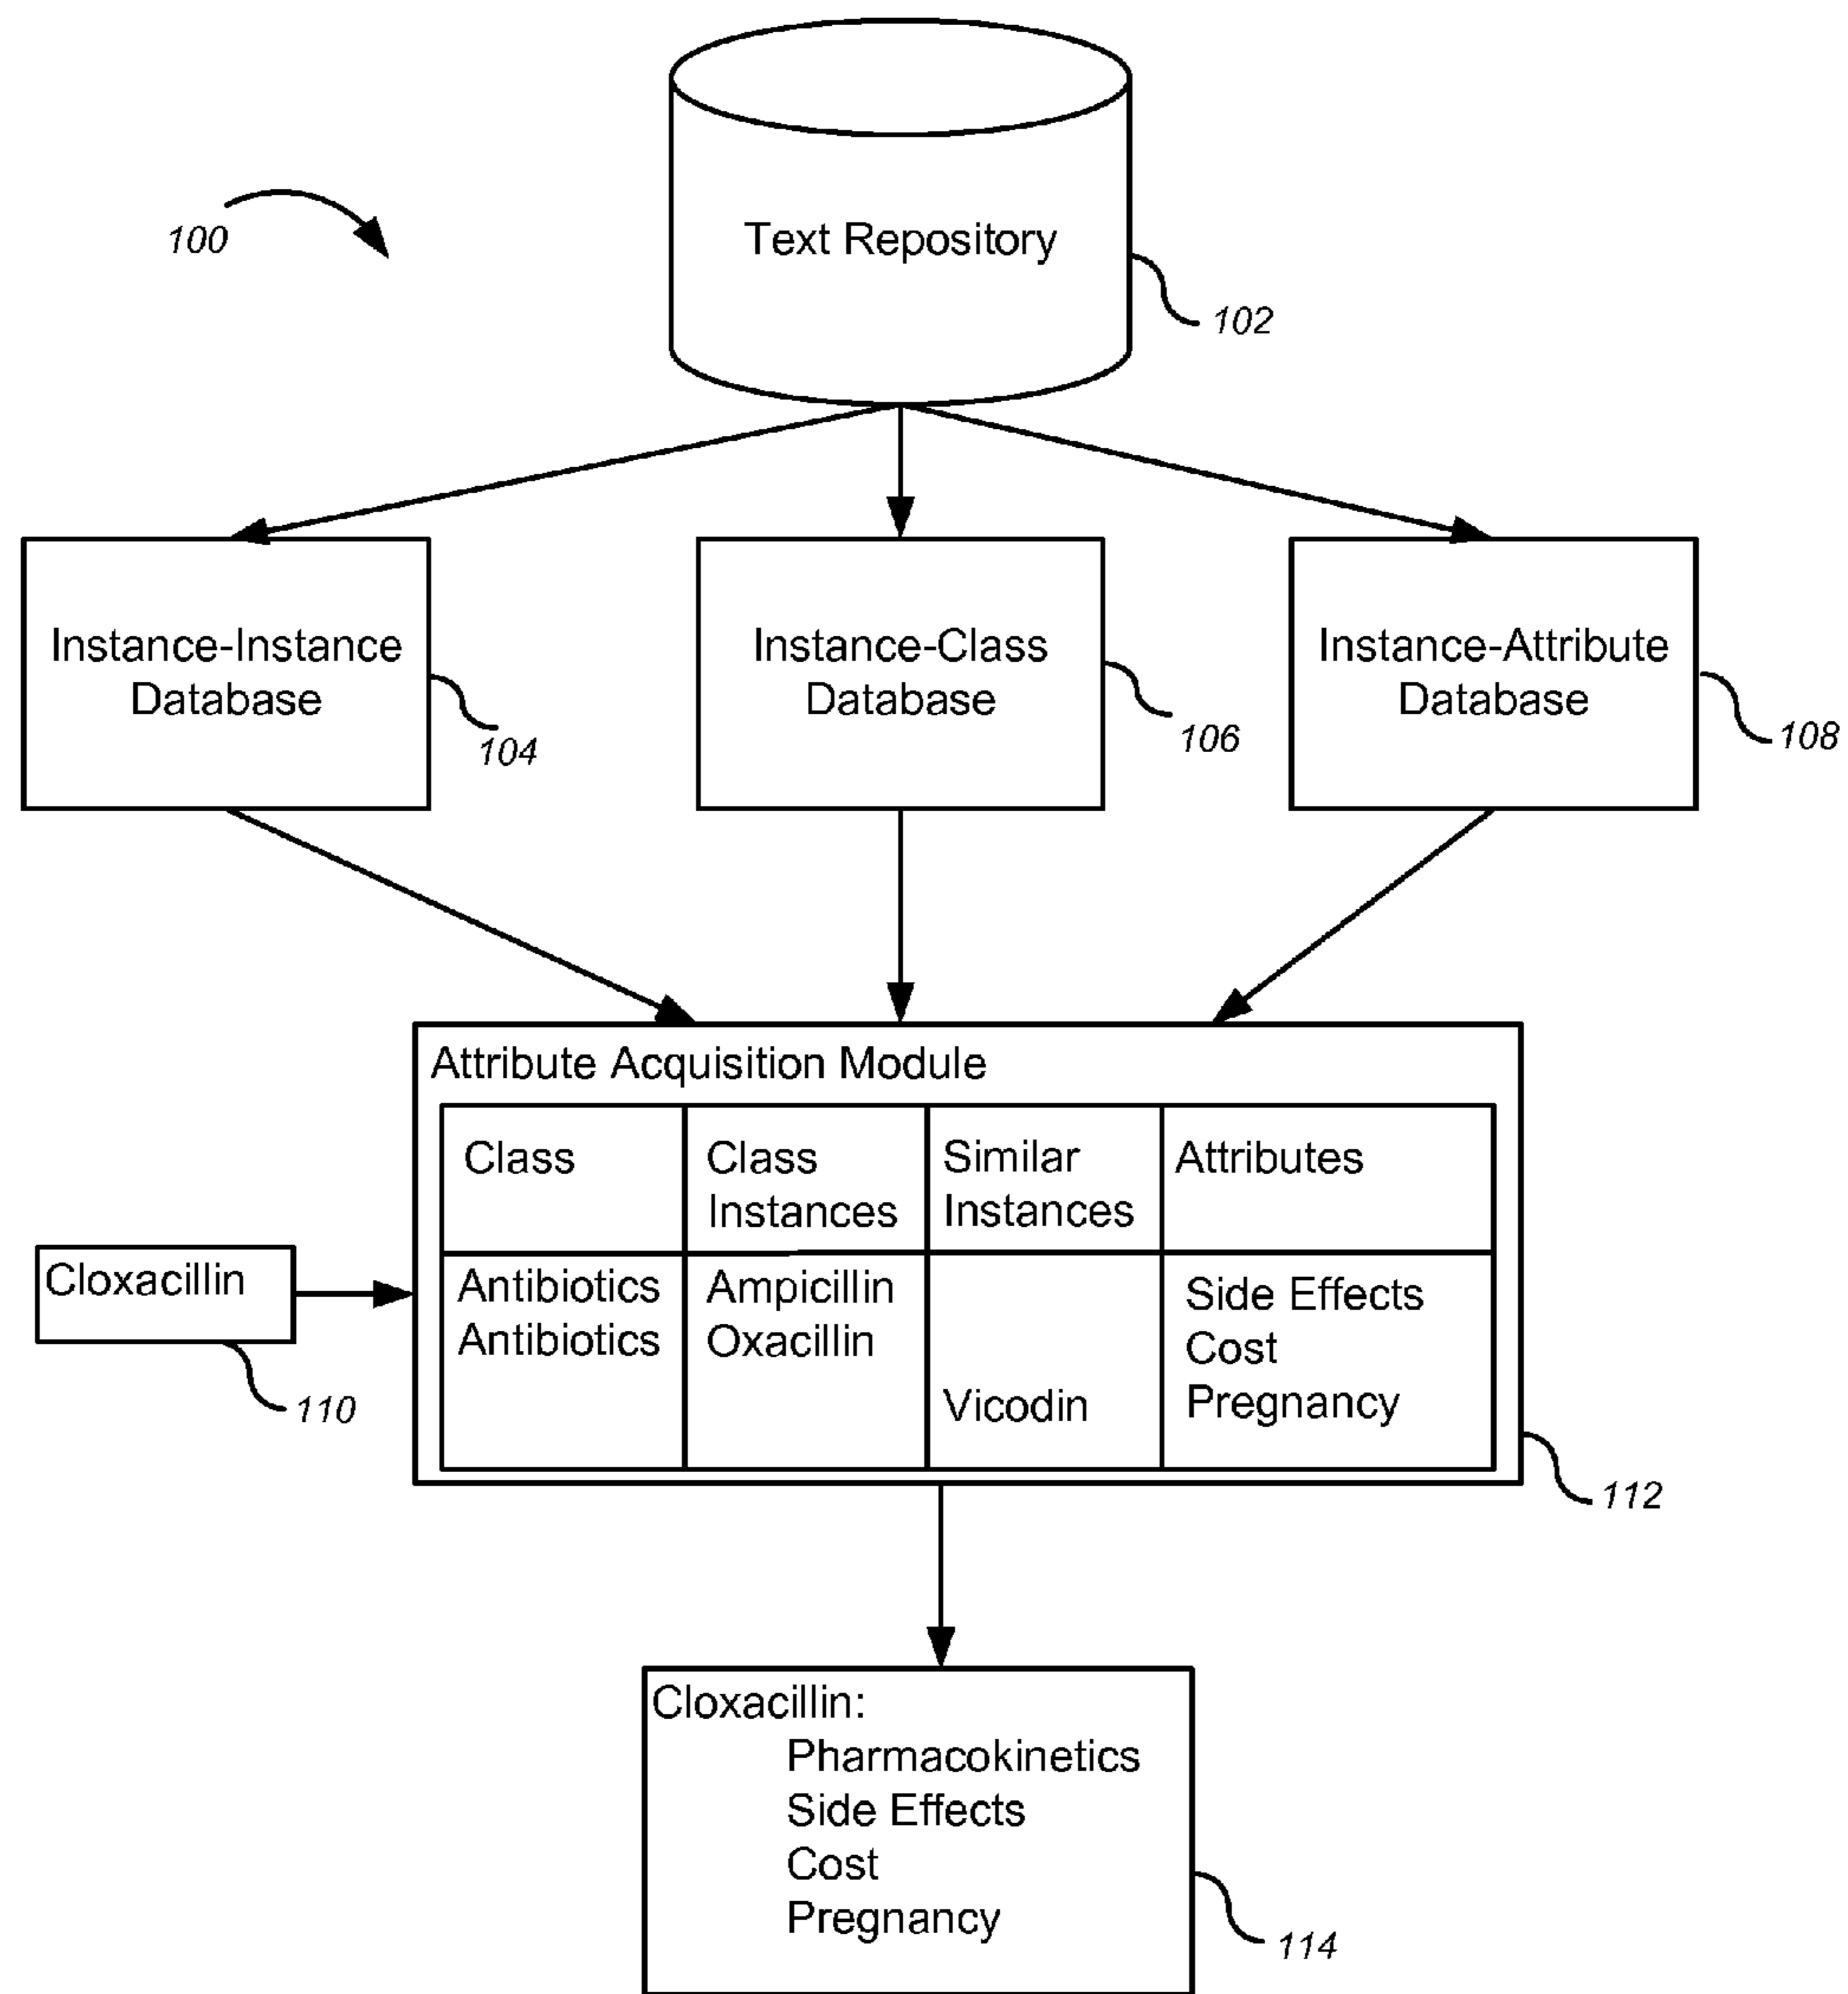 Text Repository
100
102
Instance-Instance
Database
104
Instance-Class
Database
106
Instance-Attribute
Database
108
Attribute Acquisition Module
Class
Class
Instances
Similar
Instances
Attributes
Cloxacillin
110
Antibiotics
Antibiotics
Ampicillin
Oxacillin
Vicodin
Side Effects
Cost
Pregnancy
112
Cloxacillin:
Pharmacokinetics
Side Effects
Cost
Pregnancy
114